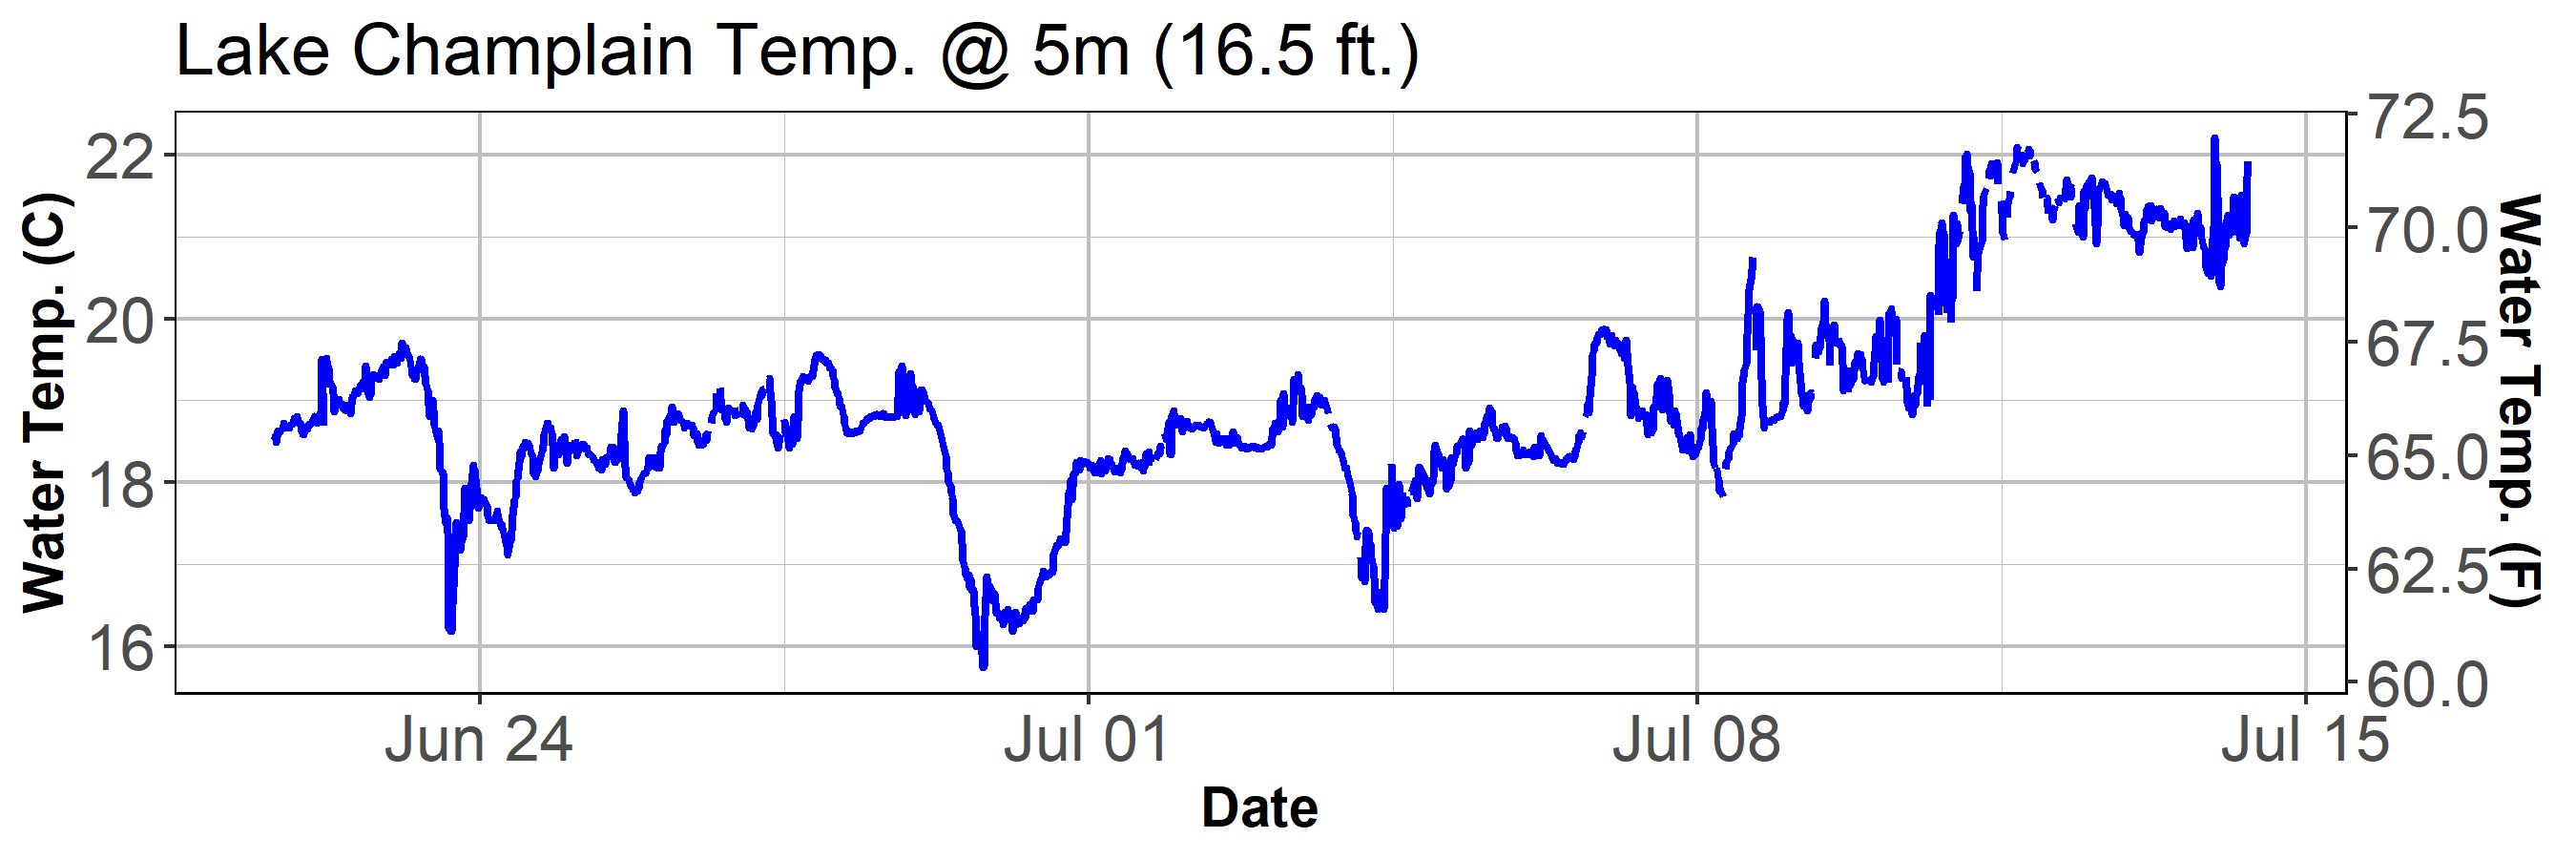 Lake Champlain Temp. @ 5m (16.5 ft.)
Water Temp. (C)
22
20
18
16
72.5
70.0
67.5
65.0
62.5
60.0
Water Temp. (F)
Jun 24
Jul 01
Jul 08
Jul 15
Date